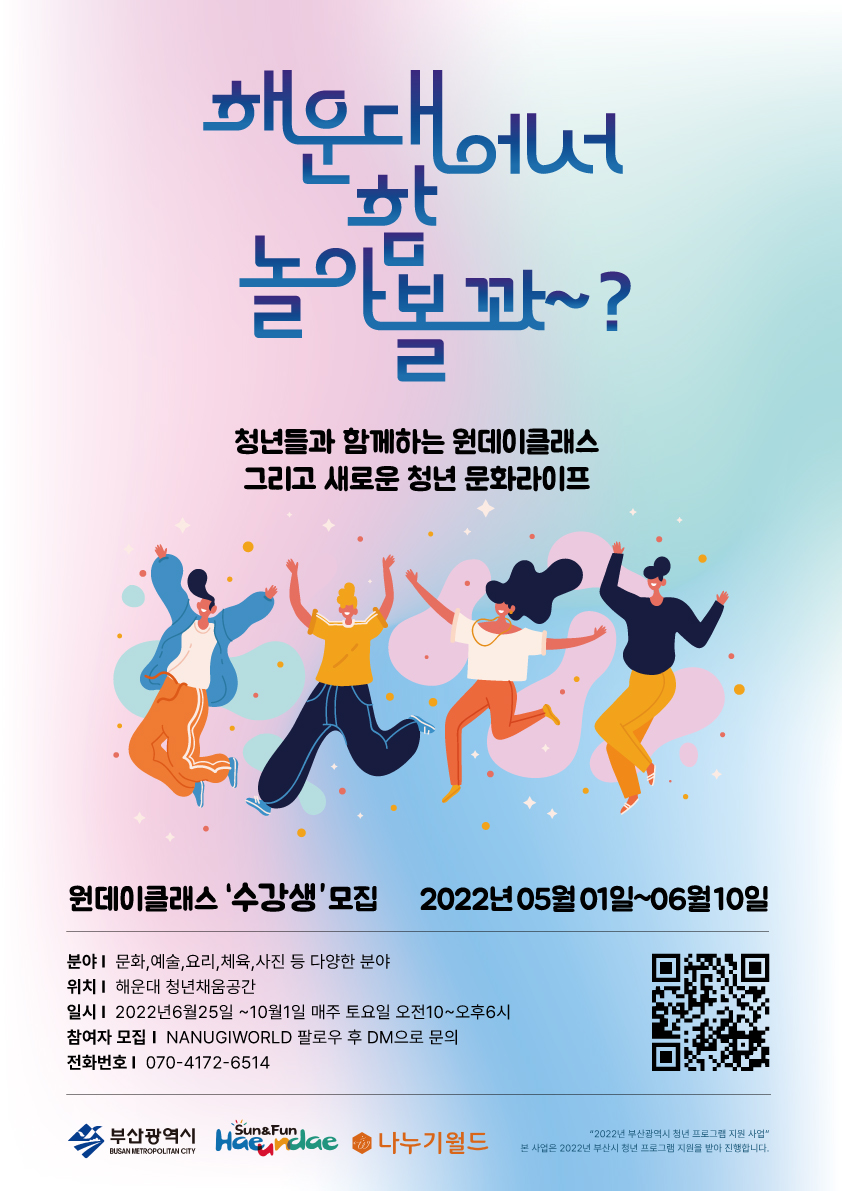 해운대에서
함
놀아볼꽈~?
청년들과 함께하는 원데이클래스
그리고 새로운 청년 문화라이프
원데이클래스 ‘수강생’ 모집 2022년 05월 01일~06월 10일
분야 I 문화,예술,요리,체육,사진 등 다양한 분야
위치 I 해운대 청년채움공간
일시 I 2022년6월25일 ~10월1일 매주 토요일 오전10~오후6시
참여자 모집 I NANUGIWORLD 팔로우 후 DM으로 문의
전화번호 I 070-4172-6514
부산광역시
BUSAN METROPOLITAN CITY
Sun&Fun
Haeundae
나누기월드
“2022년 부산광역시 청년 프로그램 지원 사업”
본 사업은 2022년 부산시 청년 프로그램 지원을 받아 진행합니다.